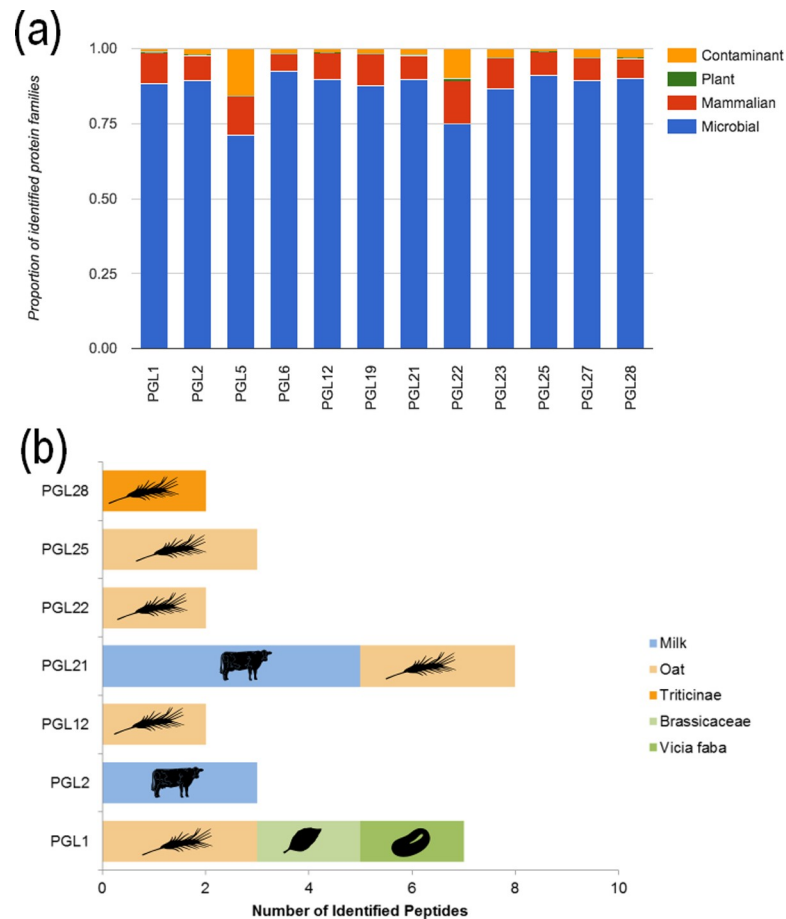 (a)
Proportion of identified protein families
1.00
0.75
0.50
0.25
0.00
PGL1
PGL2
PGL5
PGL6
PGL12
PGL19
PGL21
PGL22
PGL23
PGL25
PGL27
PGL28
Contaminant
Plant
Mammalian
Microbial
(b)
PGL28
PGL25
PGL22
PGL21
PGL12
PGL2
PGL1
0 2 4 6 8 10
Number of Identified Peptides
Milk
Oat
Triticinae
Brassicaceae
Vicia faba